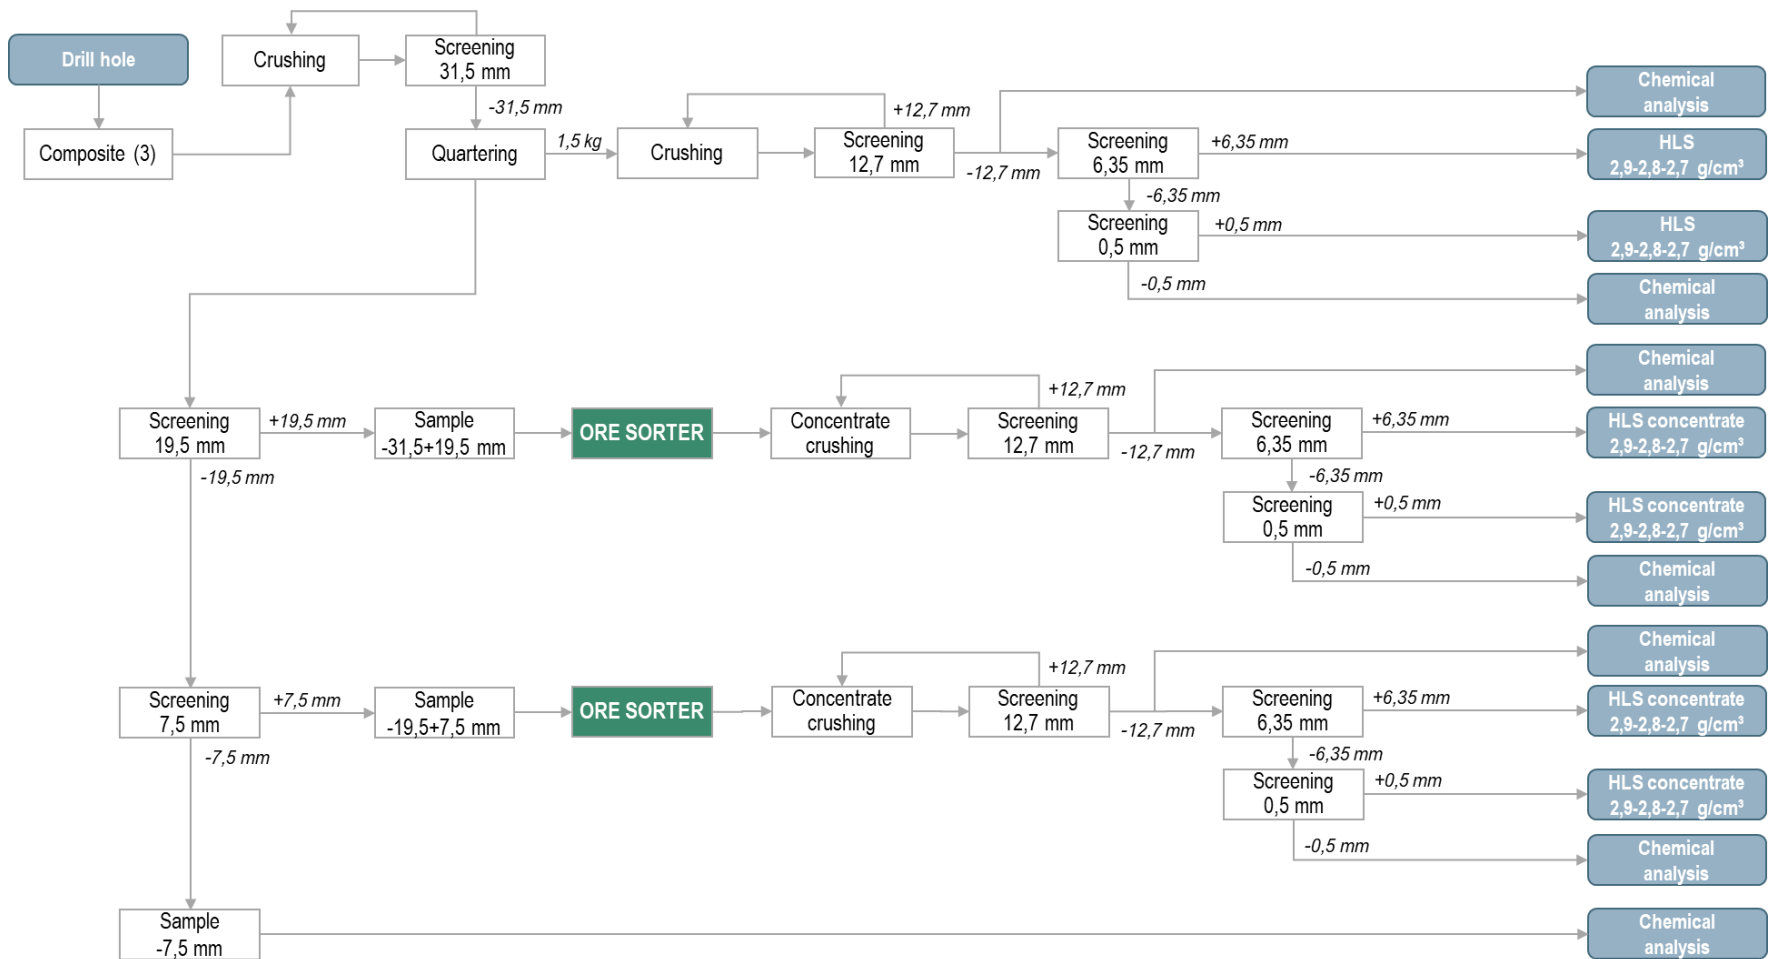 Drill hole
Crushing
Screening
31,5 mm
-31,5 mm
Composite (3)
Quartering
1,5 kg
Crushing
+12,7 mm
Screening
12,7 mm
-12,7 mm
Screening
6,35 mm
+6,35 mm
-6,35 mm
Screening
0,5 mm
+0,5 mm
-0,5 mm
Chemical
analysis
HLS
2,9-2,8-2,7 g/cm³
HLS
2,9-2,8-2,7 g/cm³
Chemical
analysis
Screening
19,5 mm
+19,5 mm
-19,5 mm
Sample
-31,5+19,5 mm
ORE SORTER
Concentrate
crushing
+12,7 mm
Screening
12,7 mm
-12,7 mm
Screening
6,35 mm
+6,35 mm
-6,35 mm
Screening
0,5 mm
+0,5 mm
-0,5 mm
Chemical
analysis
HLS concentrate
2,9-2,8-2,7 g/cm³
HLS concentrate
2,9-2,8-2,7 g/cm³
Chemical
analysis
Screening
7,5 mm
+7,5 mm
-7,5 mm
Sample
-19,5+7,5 mm
ORE SORTER
Concentrate
crushing
+12,7 mm
Screening
12,7 mm
-12,7 mm
Screening
6,35 mm
+6,35 mm
-6,35 mm
Screening
0,5 mm
+0,5 mm
-0,5 mm
Chemical
analysis
HLS concentrate
2,9-2,8-2,7 g/cm³
HLS concentrate
2,9-2,8-2,7 g/cm³
Chemical
analysis
Sample
-7,5 mm
Chemical
analysis